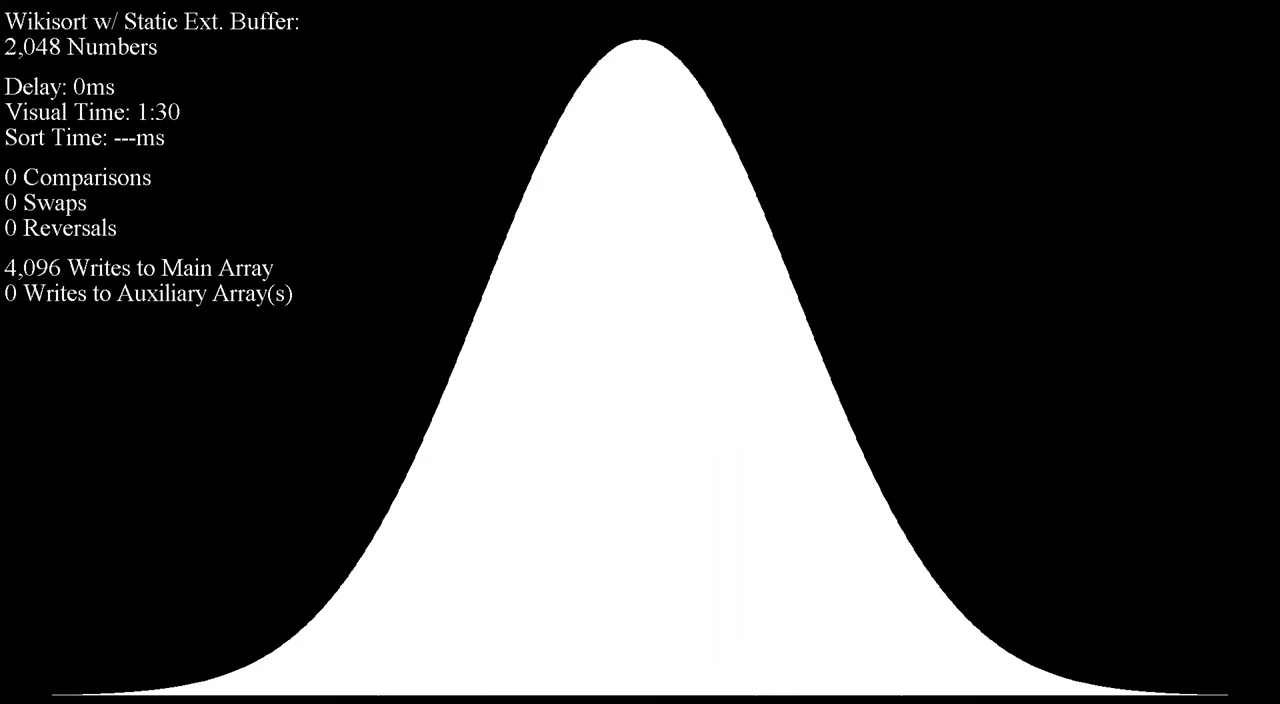 Wikisort w/ Static Ext. Buffer:
2,048 Numbers
Delay: 0ms
Visual Time: 1:30
Sort Time: ---ms
0 Comparisons
0 Swaps
0 Reversals
4,096 Writes to Main Array
0 Writes to Auxiliary Array(s)